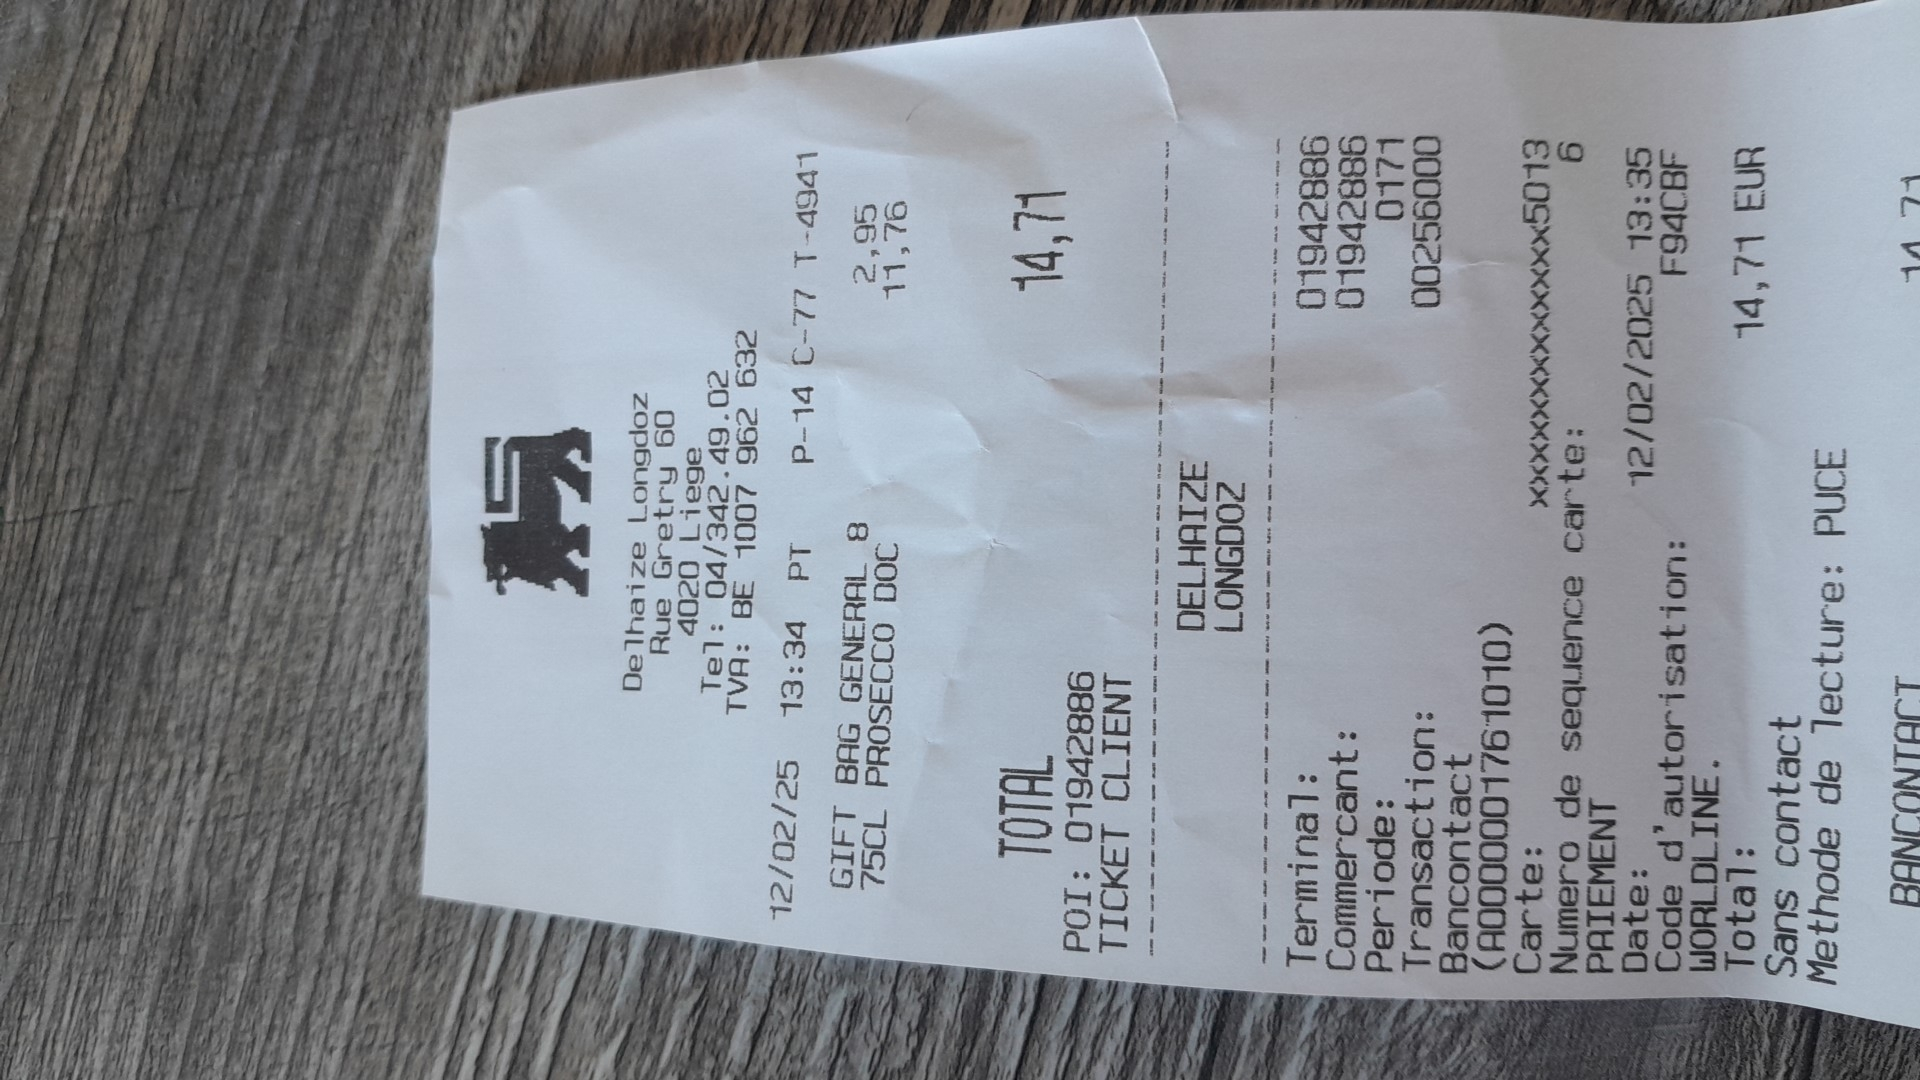 Delhaize Longdoz
Rue Gretry 60
4020 Liege
Tel: 04/342.49.02
TVA: BE 1007 962 632
12/02/25 13:34 PT P-14 C-77 T-4941
GIFT BAG GENERAL 8 2,95
75CL PROSECCO DOC 11,76
TOTAL 14,71
POI: 01942886
TICKET CLIENT
DELHAIZE
LONGDOZ
Terminal: 01942886
Commercant: 01942886
Periode: 0171
Transaction: 00256000
Bancontact
(A0000001761010)
Carte: xxxxxxxxxxxxx5013
Numero de sequence carte: 6
PAIEMENT
Date: 12/02/2025 13:35
Code d'autorisation: F94CBF
WORLDLINE.
Total: 14,71 EUR
Sans contact
Methode de lecture: PUCE
BANCONTACT 14,71